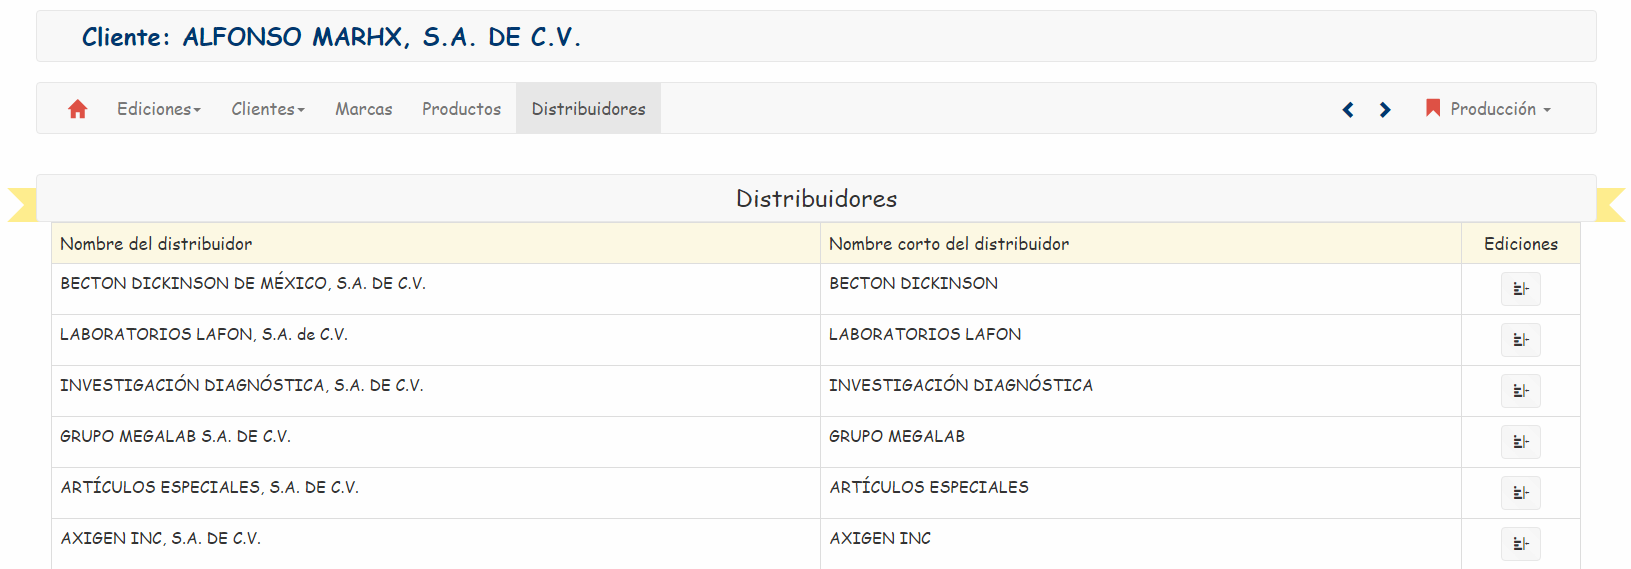 Cliente: ALFONSO MARHX, S.A. DE C.V.
Ediciones Clientes Marcas Productos Distribuidores Producción
Distribuidores
Nombre del distribuidor Nombre corto del distribuidor Ediciones
BECTON DICKINSON DE MÉXICO, S.A. DE C.V. BECTON DICKINSON
LABORATORIOS LAFON, S.A. de C.V. LABORATORIOS LAFON
INVESTIGACIÓN DIAGNÓSTICA, S.A. DE C.V. INVESTIGACIÓN DIAGNÓSTICA
GRUPO MEGALAB S.A. DE C.V. GRUPO MEGALAB
ARTÍCULOS ESPECIALES, S.A. DE C.V. ARTÍCULOS ESPECIALES
AXIGEN INC, S.A. DE C.V. AXIGEN INC